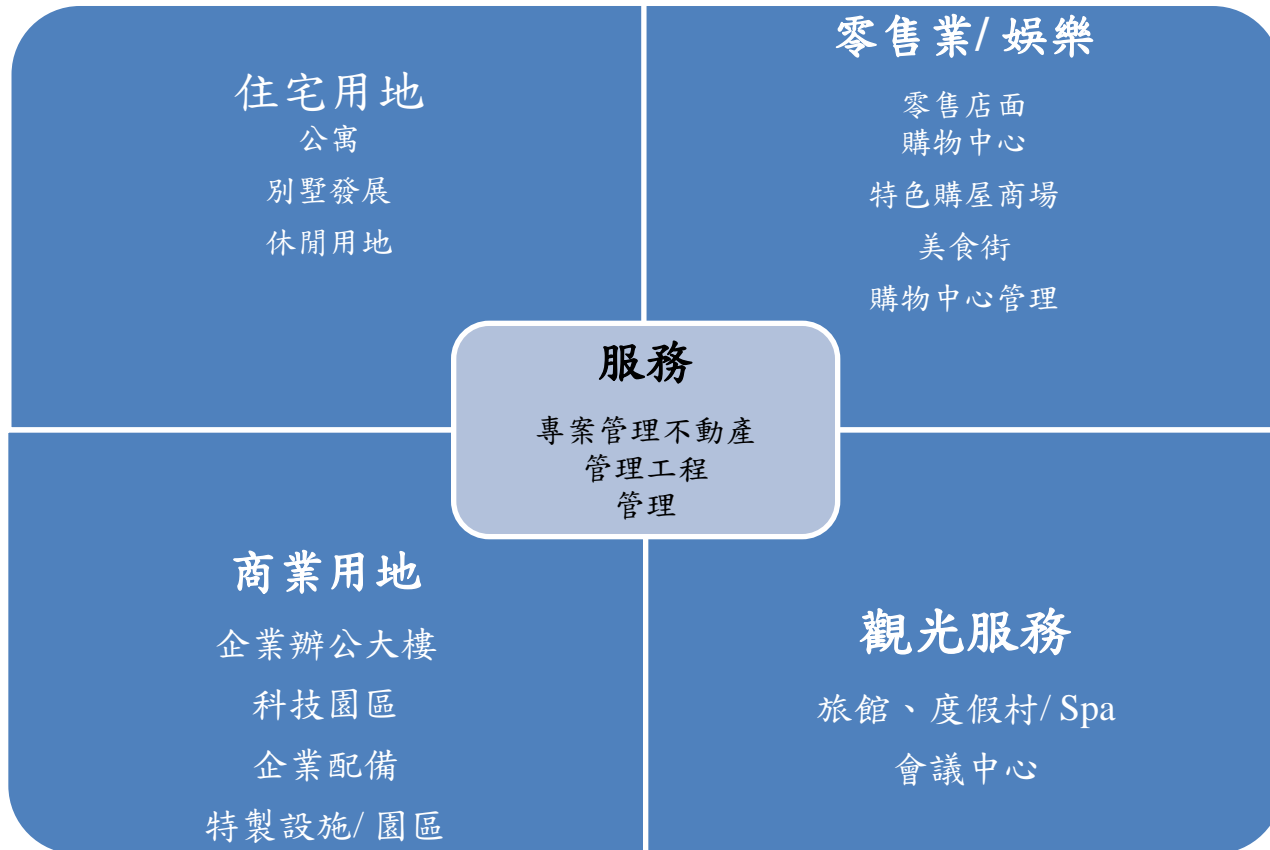 住宅用地
公寓
別墅發展
休閒用地
零售業/ 娛樂
零售店面
購物中心
特色購屋商場
美食街
購物中心管理
服務
專案管理不動產
管理工程
管理
商業用地
企業辦公大樓
科技園區
企業配備
特製設施/ 園區
觀光服務
旅館、度假村/ Spa
會議中心